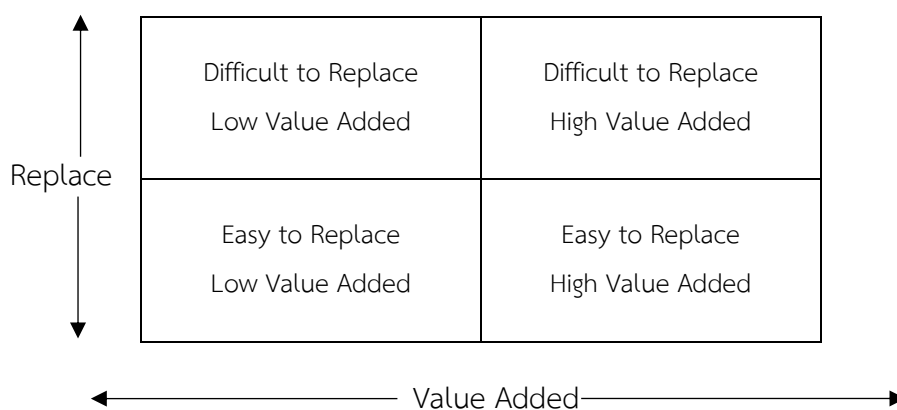 Difficult to Replace
Low Value Added
Difficult to Replace
High Value Added
Replace
Easy to Replace
Low Value Added
Easy to Replace
High Value Added
Value Added